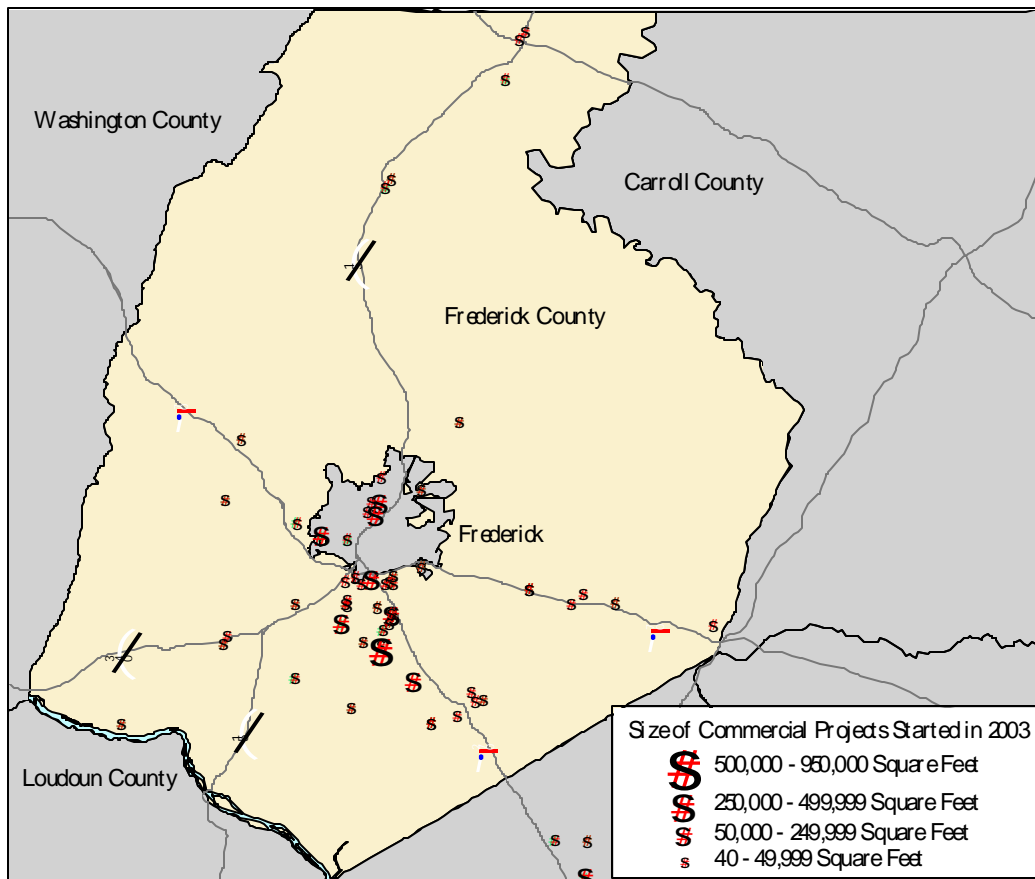 Washington County
Carroll County
1
Frederick County
Frederick
3
Loudoun County
Size of Commercial Projects Started in 2003
500,000 - 950,000 Square Feet
250,000 - 499,999 Square Feet
50,000 - 249,999 Square Feet
40 - 49,999 Square Feet